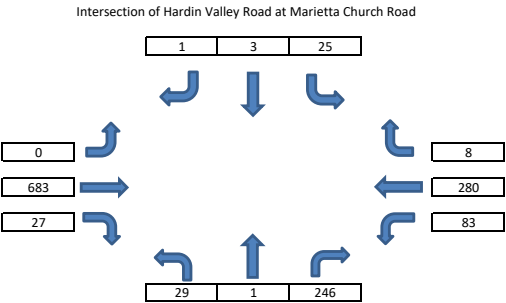 Intersection of Hardin Valley Road at Marietta Church Road
1 3 25
0 8
683 280
27 83
29 1 246